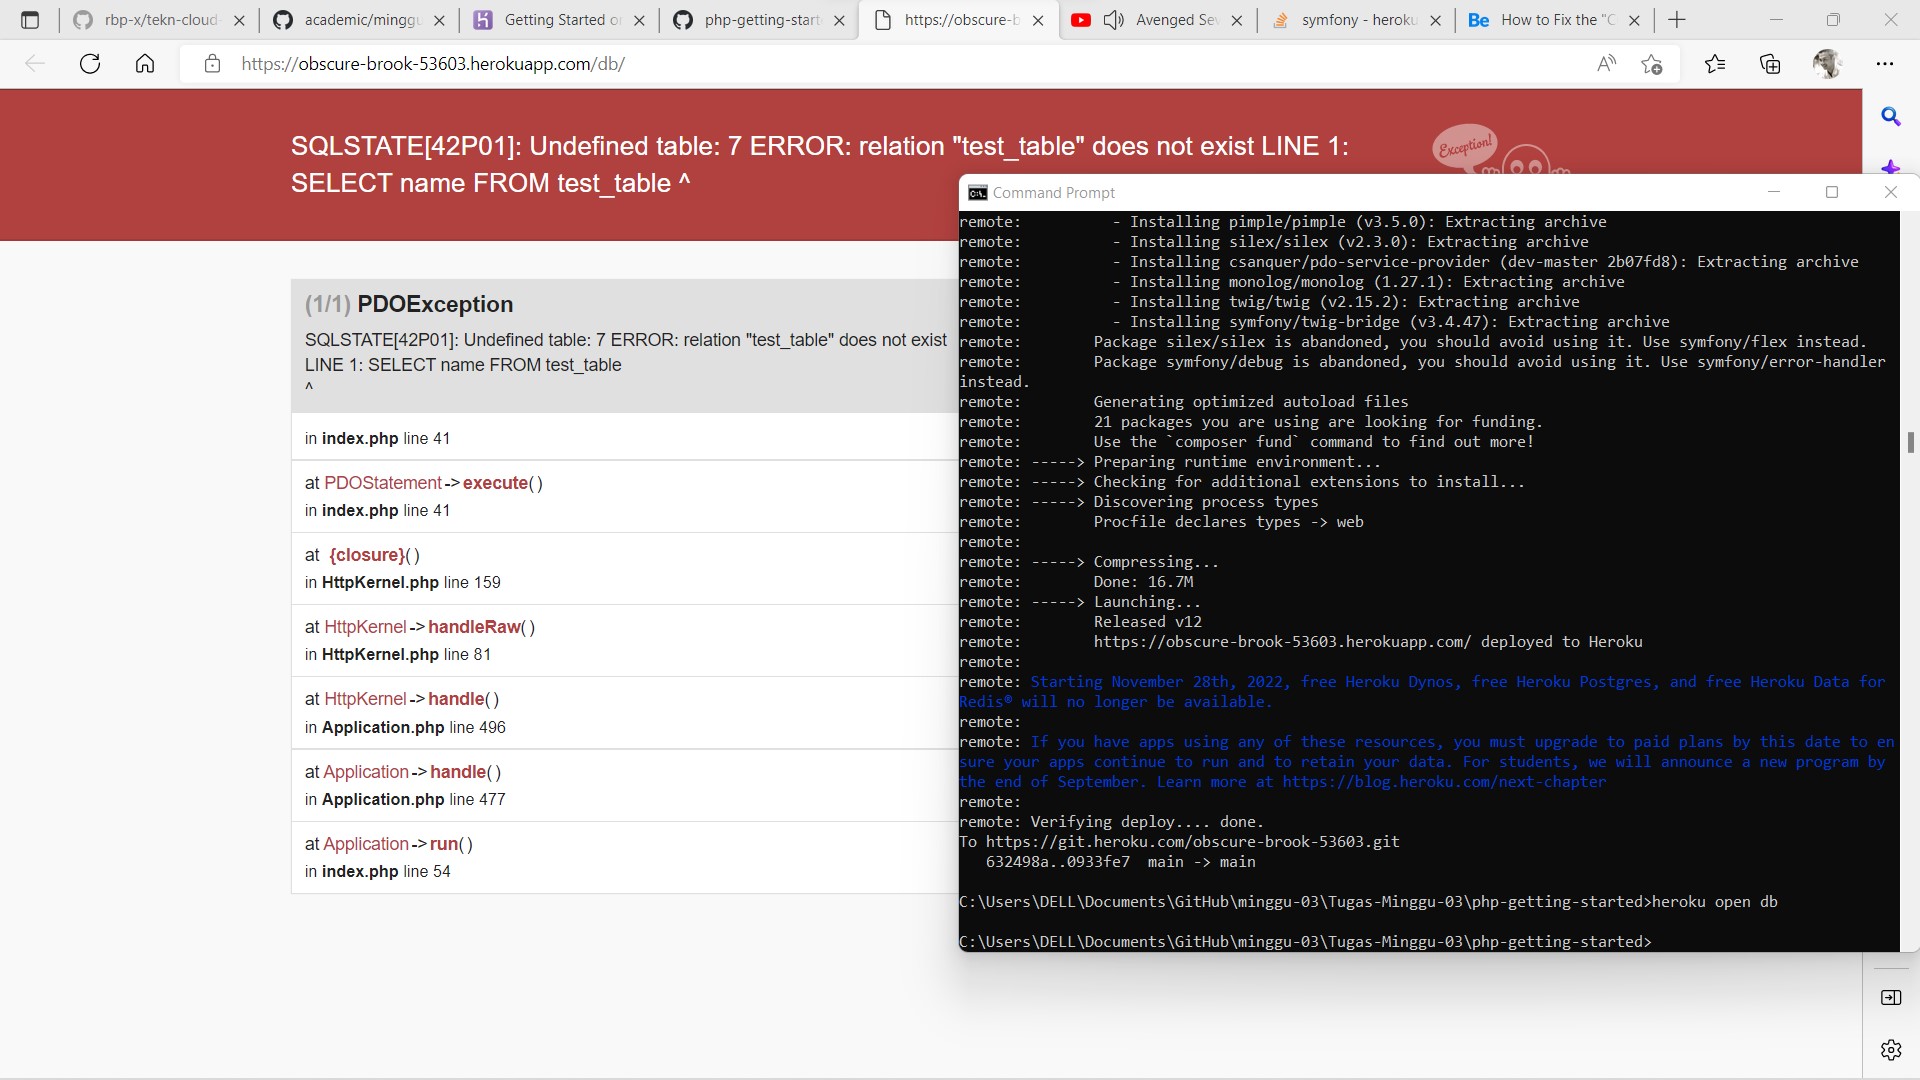 rbp-x/tekn-cloud-
academic/minggu
Getting Started o
php-getting-start
https://obscure-b
Avenged Sev
symfony - heroku
Be How to Fix the "C
https://obscure-brook-53603.herokuapp.com/db/
SQLSTATE[42P01]: Undefined table: 7 ERROR: relation "test_table" does not exist LINE 1:
SELECT name FROM test_table ^
Exception!
(1/1) PDOException
SQLSTATE[42P01]: Undefined table: 7 ERROR: relation "test_table" does not exist
LINE 1: SELECT name FROM test_table
^
in index.php line 41
at PDOStatement->execute()
in index.php line 41
at {closure}()
in HttpKernel.php line 159
at HttpKernel->handleRaw()
in HttpKernel.php line 81
at HttpKernel->handle()
in Application.php line 496
at Application->handle()
in Application.php line 477
at Application->run()
in index.php line 54
Command Prompt
remote:          - Installing pimple/pimple (v3.5.0): Extracting archive
remote:          - Installing silex/silex (v2.3.0): Extracting archive
remote:          - Installing csanquer/pdo-service-provider (dev-master 2b07fd8): Extracting archive
remote:          - Installing monolog/monolog (1.27.1): Extracting archive
remote:          - Installing twig/twig (v2.15.2): Extracting archive
remote:          - Installing symfony/twig-bridge (v3.4.47): Extracting archive
remote:        Package silex/silex is abandoned, you should avoid using it. Use symfony/flex instead.
remote:        Package symfony/debug is abandoned, you should avoid using it. Use symfony/error-handler
instead.
remote:        Generating optimized autoload files
remote:        21 packages you are using are looking for funding.
remote:        Use the `composer fund` command to find out more!
remote: -----> Preparing runtime environment...
remote: -----> Checking for additional extensions to install...
remote: -----> Discovering process types
remote:        Procfile declares types -> web
remote:
remote: -----> Compressing...
remote:        Done: 16.7M
remote: -----> Launching...
remote:        Released v12
remote:        https://obscure-brook-53603.herokuapp.com/ deployed to Heroku
remote:
remote: Starting November 28th, 2022, free Heroku Dynos, free Heroku Postgres, and free Heroku Data for
Redis® will no longer be available.
remote:
remote: If you have apps using any of these resources, you must upgrade to paid plans by this date to en
sure your apps continue to run and to retain your data. For students, we will announce a new program by
the end of September. Learn more at https://blog.heroku.com/next-chapter
remote:
remote: Verifying deploy.... done.
To https://git.heroku.com/obscure-brook-53603.git
   632498a..0933fe7  main -> main
C:\Users\DELL\Documents\GitHub\minggu-03\Tugas-Minggu-03\php-getting-started>heroku open db
C:\Users\DELL\Documents\GitHub\minggu-03\Tugas-Minggu-03\php-getting-started>